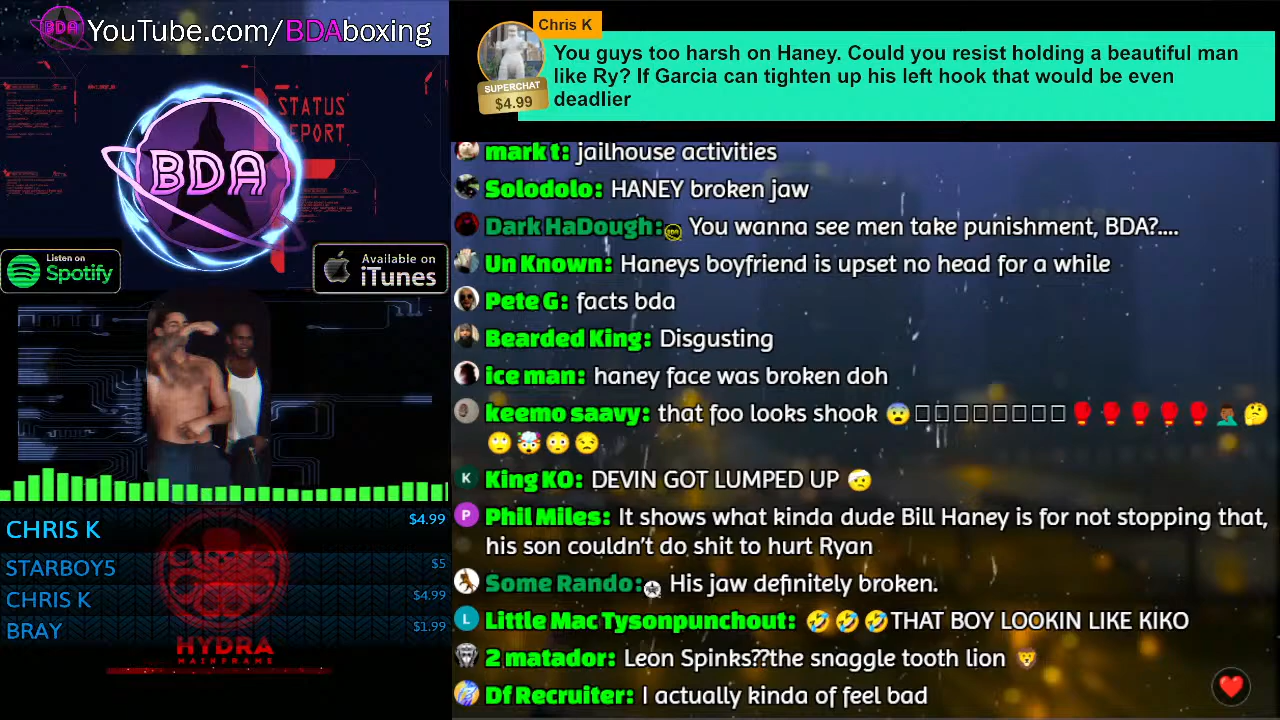 YouTube.com/BDAboxing
BDA
STATUS
REPORT
BDA
Listen on
Spotify
Available on
iTunes
CHRIS K $4.99
STARBOY5 $5
CHRIS K $4.99
BRAY $1.99
HYDRA
MAINFRAME
Chris K
SUPERCHAT
$4.99
You guys too harsh on Haney. Could you resist holding a beautiful man
like Ry? If Garcia can tighten up his left hook that would be even
deadlier
mark t: jailhouse activities
Solodolo: HANEY broken jaw
Dark HaDough: You wanna see men take punishment, BDA?....
Un Known: Haneys boyfriend is upset no head for a while
Pete G: facts bda
Bearded King: Disgusting
ice man: haney face was broken doh
keemo saavy: that foo looks shook 😨□□□□□□□□🥊🥊🥊🥊🥊🤦🏾‍♂️🤔
🙄🤯😳😒
K King KO: DEVIN GOT LUMPED UP 🤕
P Phil Miles: It shows what kinda dude Bill Haney is for not stopping that,
his son couldn't do shit to hurt Ryan
Some Rando: His jaw definitely broken.
L Little Mac Tysonpunchout: 🤣🤣🤣THAT BOY LOOKIN LIKE KIKO
2 matador: Leon Spinks??the snaggle tooth lion 🦁
Df Recruiter: I actually kinda of feel bad